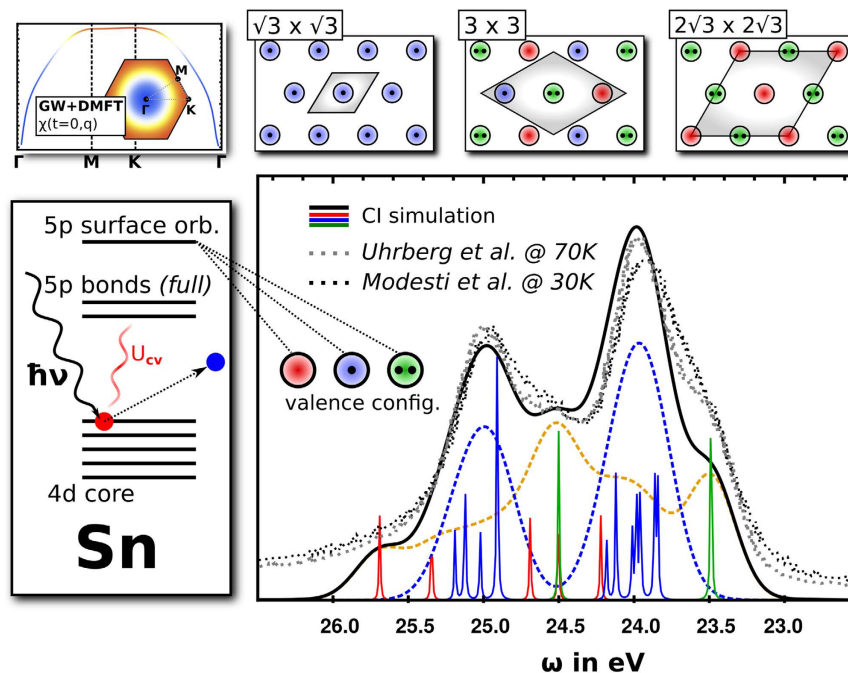 √3 x √3
3 x 3
2√3 x 2√3
M
K
Γ
GW+DMFT
χ(t=0,q)
Γ M K Γ
5p surface orb.
5p bonds (full)
Ucv
ħν
4d core
Sn
CI simulation
Uhrberg et al. @ 70K
Modesti et al. @ 30K
valence config.
26.0 25.5 25.0 24.5 24.0 23.5 23.0
ω in eV